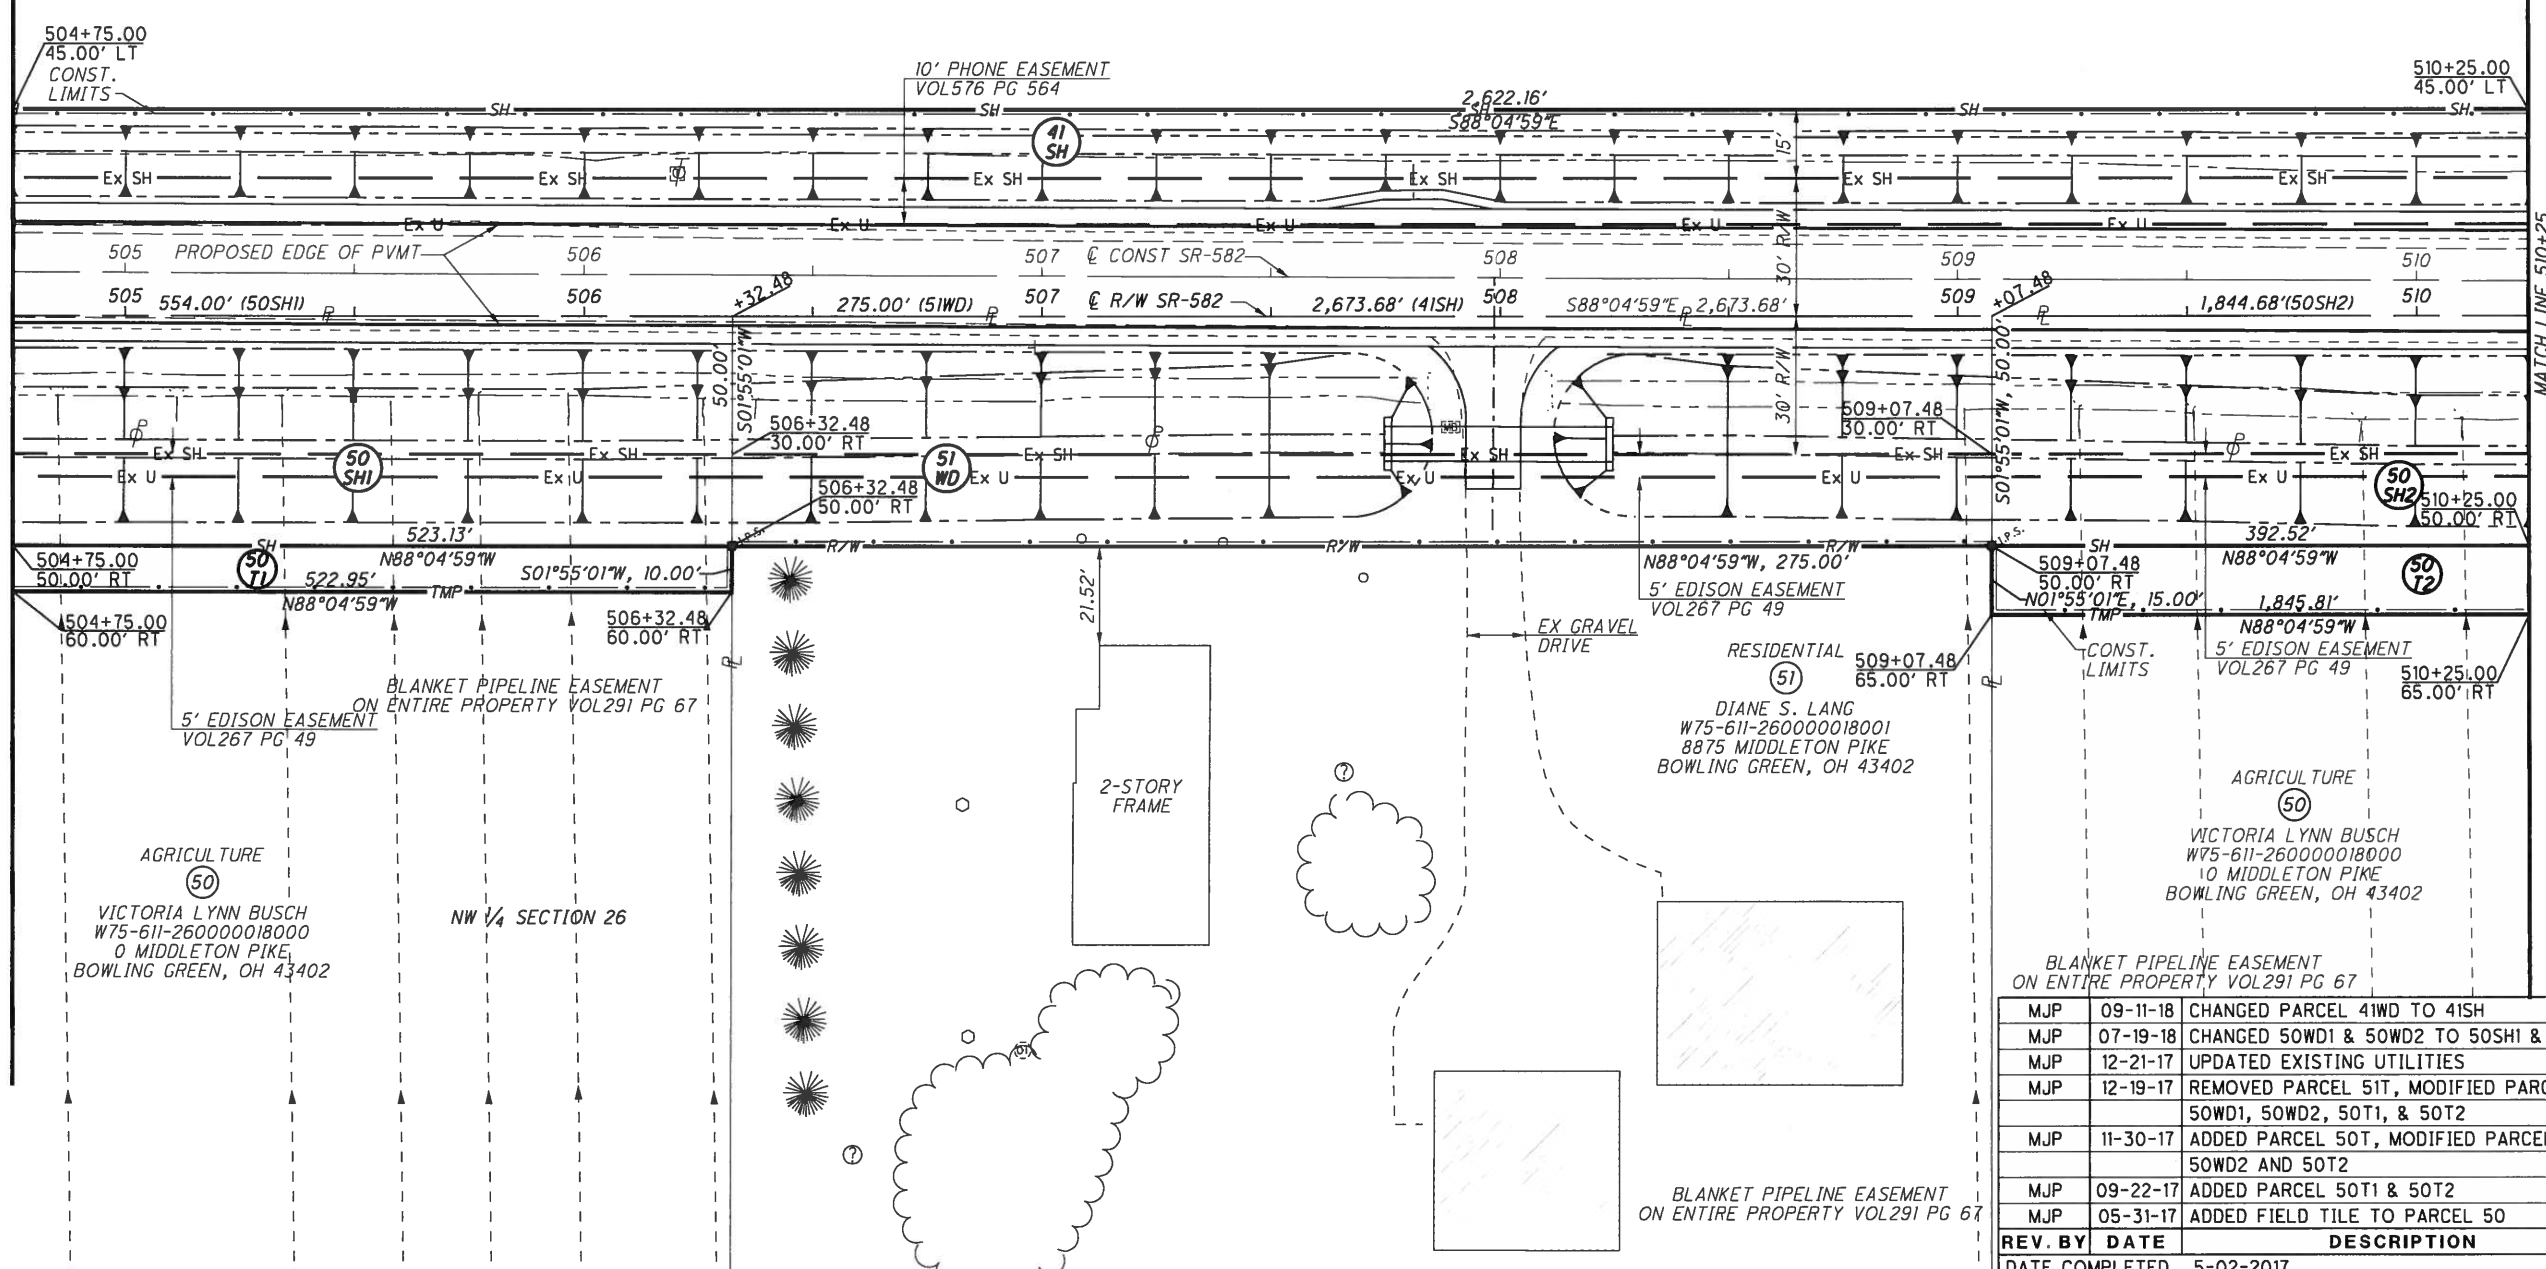 504+75.00
45.00' LT
CONST.
LIMITS
10' PHONE EASEMENT
VOL576 PG 564
510+25.00
45.00' LT
SH
SH
2,622.16'
SH
SH
SH
S88°04'59"E
41
SH
15'
Ex SH
Ex SH
Ex SH
Ex SH
Ex SH
Ex SH
Ex U
Ex U
Ex U
Ex U
Ex U
30' R/W
MATCH LINE 510+25
505
PROPOSED EDGE OF PVMT
506
507
℄ CONST SR-582
508
509
510
505
554.00' (50SH1)
506
+32.48
275.00' (51WD)
507
℄ R/W SR-582
2,673.68' (41SH)
508
S88°04'59"E, 2,673.68'
509
+07.48
1,844.68'(50SH2)
510
50.00'
S01°55'01"W
30' R/W
S01°55'01"W, 50.00'
506+32.48
30.00' RT
509+07.48
30.00' RT
Ex SH
Ex SH
Ex SH
Ex SH
Ex SH
Ex SH
50
SH1
51
WD
50
SH2
Ex U
Ex U
Ex U
Ex U
Ex U
Ex U
506+32.48
50.00' RT
510+25.00
50.00' RT
523.13'
SH
N88°04'59"W
I.P.S.
R/W
R/W
R/W
I.P.S.
SH
392.52'
N88°04'59"W
504+75.00
50.00' RT
50
T1
522.95'
S01°55'01"W, 10.00'
N88°04'59"W
TMP
21.52'
N88°04'59"W, 275.00'
5' EDISON EASEMENT
VOL267 PG 49
509+07.48
50.00' RT
N01°55'01"E, 15.00'
50
T2
1,845.81'
TMP
N88°04'59"W
504+75.00
60.00' RT
506+32.48
60.00' RT
EX GRAVEL
DRIVE
RESIDENTIAL
51
509+07.48
65.00' RT
CONST.
LIMITS
5' EDISON EASEMENT
VOL267 PG 49
510+25.00
65.00' RT
BLANKET PIPELINE EASEMENT
ON ENTIRE PROPERTY VOL291 PG 67
5' EDISON EASEMENT
VOL267 PG 49
DIANE S. LANG
W75-611-260000018001
8875 MIDDLETON PIKE
BOWLING GREEN, OH 43402
2-STORY
FRAME
AGRICULTURE
50
VICTORIA LYNN BUSCH
W75-611-260000018000
0 MIDDLETON PIKE
BOWLING GREEN, OH 43402
NW 1/4 SECTION 26
AGRICULTURE
50
VICTORIA LYNN BUSCH
W75-611-260000018000
0 MIDDLETON PIKE
BOWLING GREEN, OH 43402
BLANKET PIPELINE EASEMENT
ON ENTIRE PROPERTY VOL291 PG 67
BLANKET PIPELINE EASEMENT
ON ENTIRE PROPERTY VOL291 PG 67
MJP 09-11-18 CHANGED PARCEL 41WD TO 41SH
MJP 07-19-18 CHANGED 50WD1 & 50WD2 TO 50SH1 &
MJP 12-21-17 UPDATED EXISTING UTILITIES
MJP 12-19-17 REMOVED PARCEL 51T, MODIFIED
50WD1, 50WD2, 50T1, & 50T2
MJP 11-30-17 ADDED PARCEL 50T, MODIFIED
50WD2 AND 50T2
MJP 09-22-17 ADDED PARCEL 50T1 & 50T2
MJP 05-31-17 ADDED FIELD TILE TO PARCEL 50
REV. BY DATE DESCRIPTION
DATE COMPLETED 5-02-2017